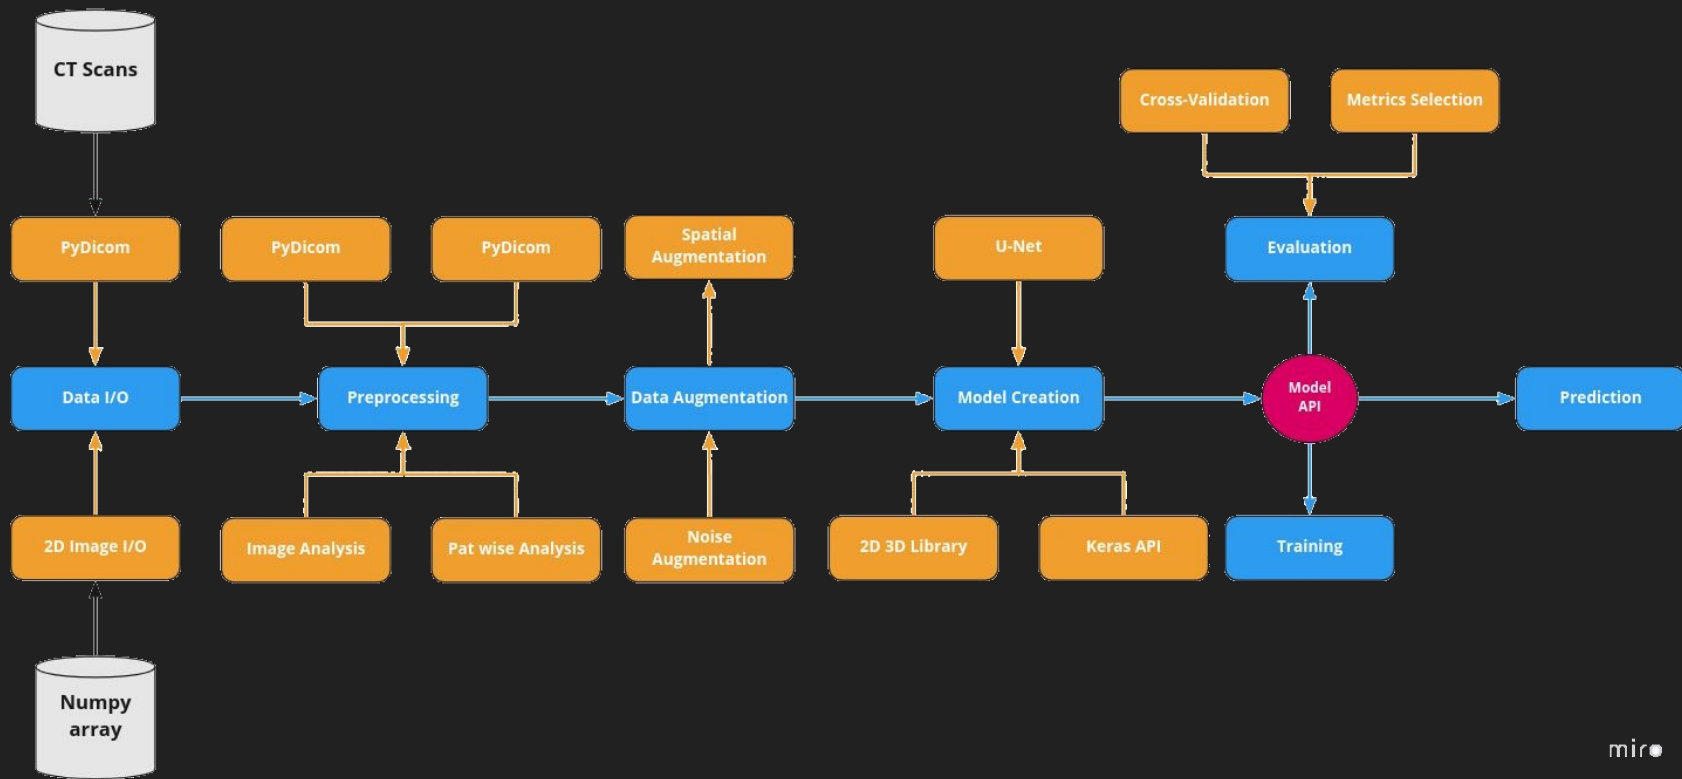 CT Scans
Cross-Validation
Metrics Selection
PyDicom
PyDicom
PyDicom
Spatial
Augmentation
U-Net
Evaluation
Data I/O
Preprocessing
Data Augmentation
Model Creation
Model
API
Prediction
2D Image I/O
Image Analysis
Pat wise Analysis
Noise
Augmentation
2D 3D Library
Keras API
Training
Numpy
array
miro